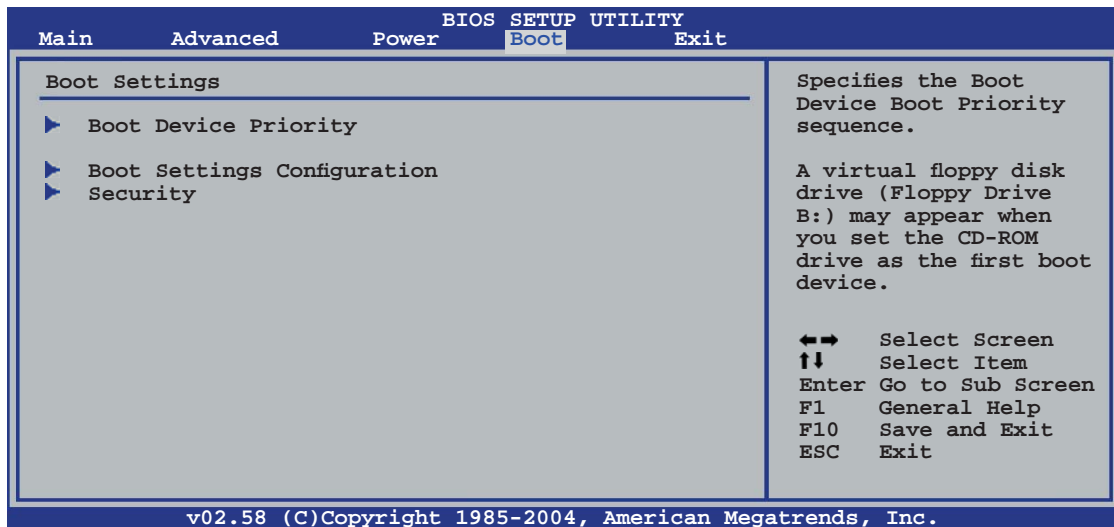 BIOS SETUP UTILITY
Main Advanced Power Boot Exit
Boot Settings
Boot Device Priority
Boot Settings Configuration
Security
Specifies the Boot
Device Boot Priority
sequence.
A virtual floppy disk
drive (Floppy Drive
B:) may appear when
you set the CD-ROM
drive as the first boot
device.
Select Screen
Select Item
Enter Go to Sub Screen
F1 General Help
F10 Save and Exit
ESC Exit
v02.58 (C)Copyright 1985-2004, American Megatrends, Inc.